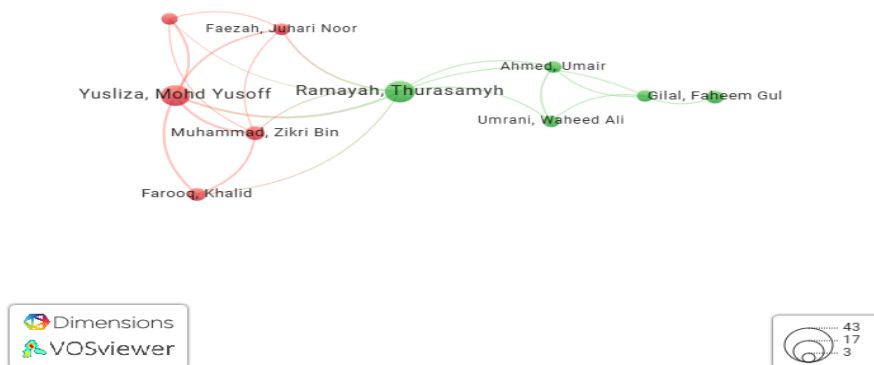 Faezah, Juhari Noor
Ahmed, Umair
Yusliza, Mohd Yusoff
Ramayah, Thurasamyh
Gilal, Faheem Gul
Umrani, Waheed Ali
Muhammad, Zikri Bin
Farooq, Khalid
Dimensions
VOSviewer
43
17
3